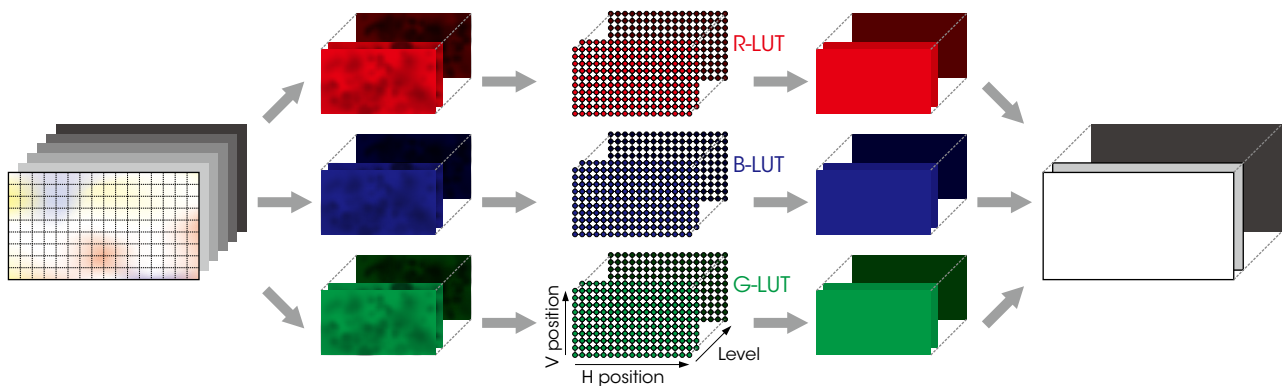 R-LUT
B-LUT
G-LUT
V position
Level
H position